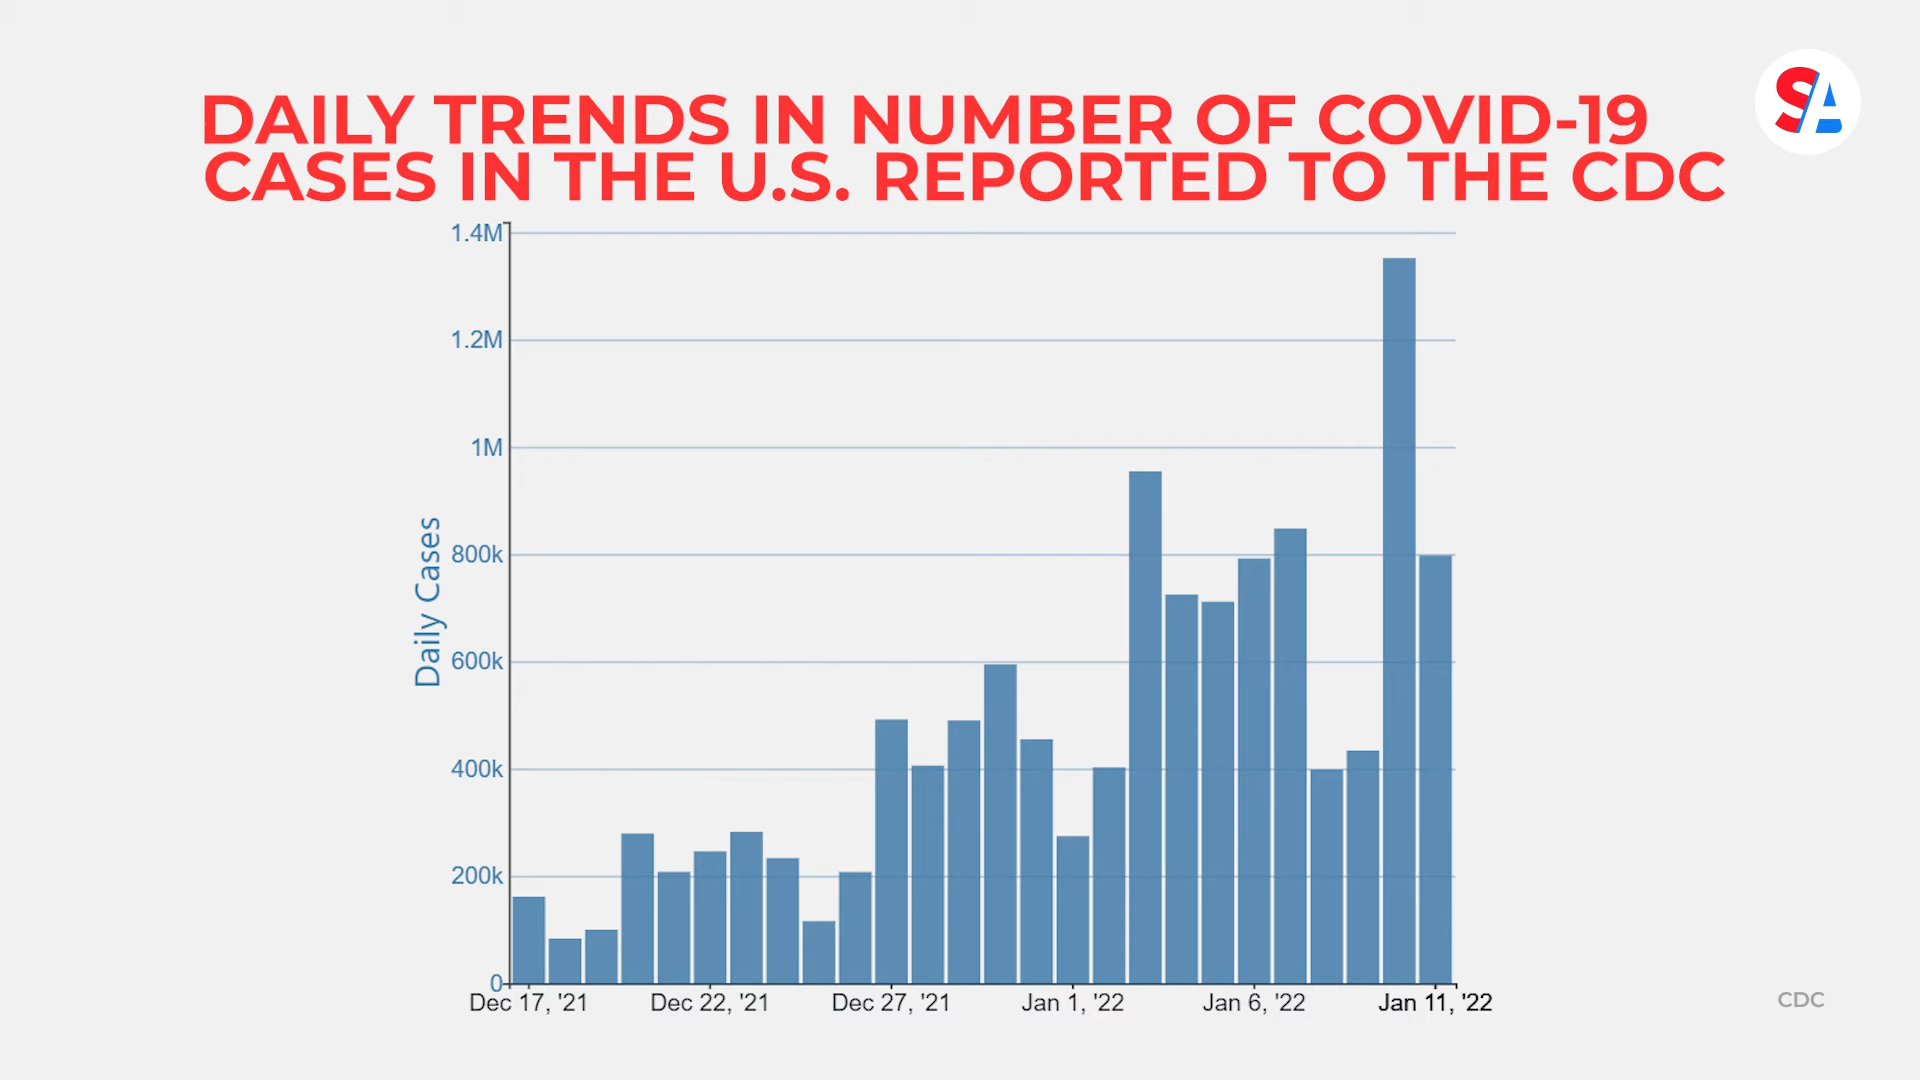 DAILY TRENDS IN NUMBER OF COVID-19
CASES IN THE U.S. REPORTED TO THE CDC
SA
1.4M
1.2M
1M
800k
600k
400k
200k
0
Daily Cases
Dec 17, '21
Dec 22, '21
Dec 27, '21
Jan 1, '22
Jan 6, '22
Jan 11, '22
CDC